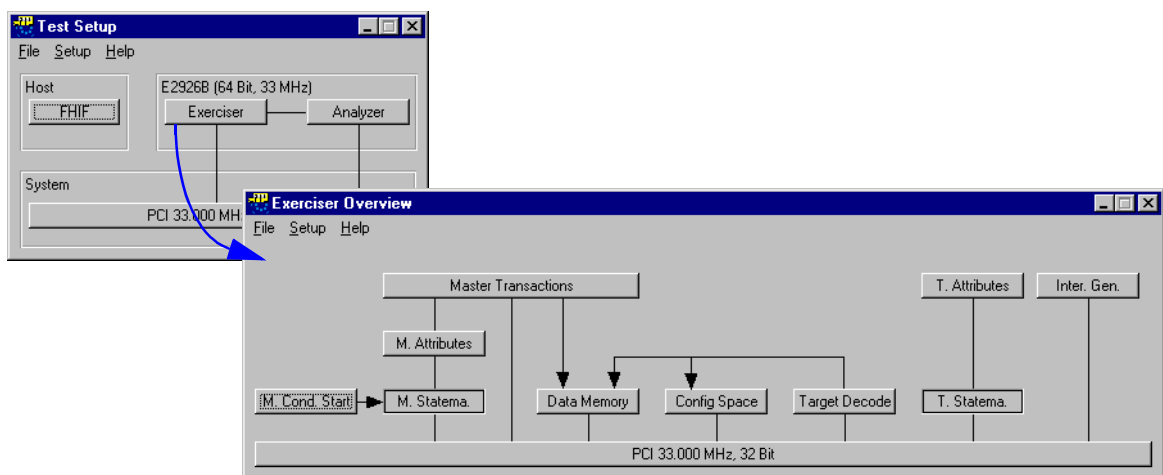 Test Setup
File Setup Help
Host
E2926B (64 Bit, 33 MHz)
FHIF
Exerciser
Analyzer
System
PCI 33.000 MH
Exerciser Overview
File Setup Help
Master Transactions
T. Attributes
Inter. Gen.
M. Attributes
M. Cond. Start
M. Statema.
Data Memory
Config Space
Target Decode
T. Statema.
PCI 33.000 MHz, 32 Bit